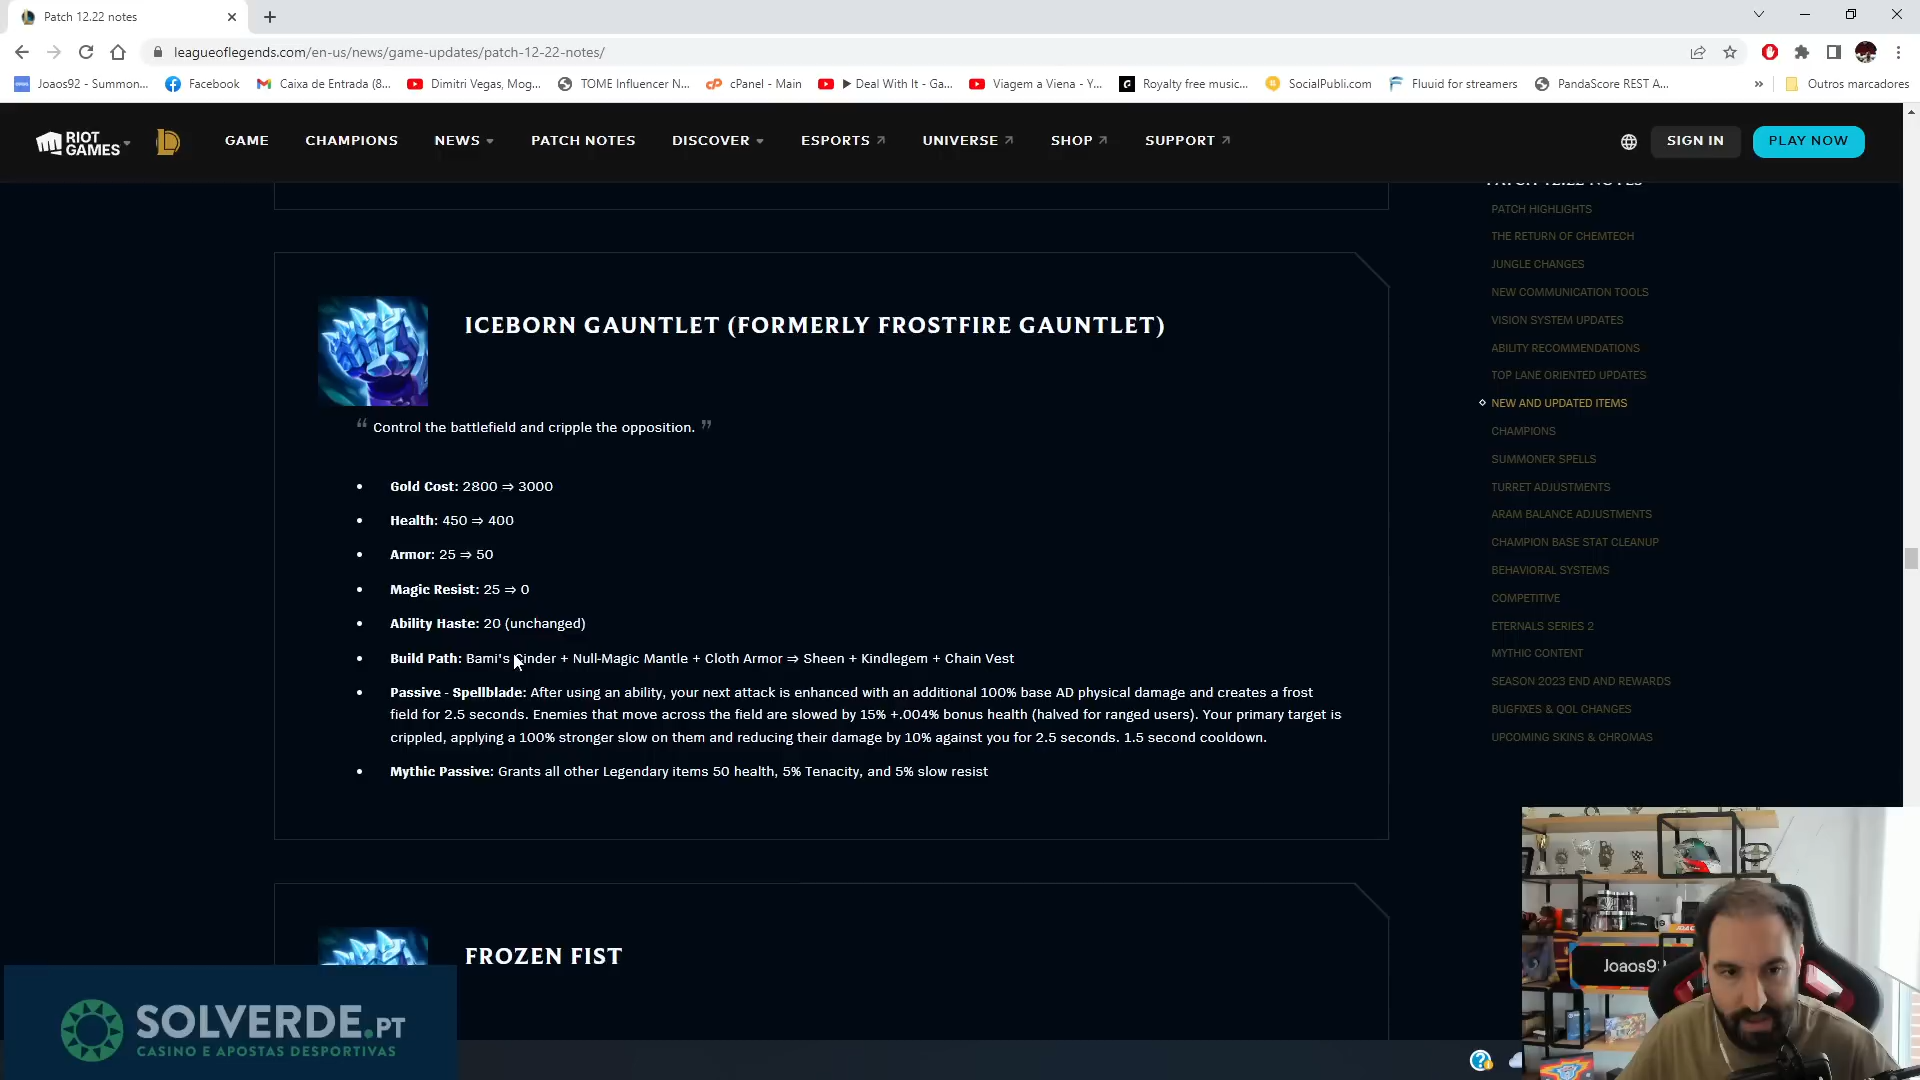 Patch 12.22 notes
leagueoflegends.com/en-us/news/game-updates/patch-12-22-notes/
Joaos92 - Summon...
Facebook
Caixa de Entrada (8...
Dimitri Vegas, Mog...
TOME Influencer N...
cPanel - Main
▶ Deal With It - Ga...
Viagem a Viena - Y...
Royalty free music...
SocialPubli.com
Fluuid for streamers
PandaScore REST A...
»
Outros marcadores
RIOT GAMES
GAME
CHAMPIONS
NEWS
PATCH NOTES
DISCOVER
ESPORTS
UNIVERSE
SHOP
SUPPORT
SIGN IN
PLAY NOW
PATCH 12.22 NOTES
PATCH HIGHLIGHTS
THE RETURN OF CHEMTECH
JUNGLE CHANGES
NEW COMMUNICATION TOOLS
VISION SYSTEM UPDATES
ABILITY RECOMMENDATIONS
TOP LANE ORIENTED UPDATES
NEW AND UPDATED ITEMS
CHAMPIONS
SUMMONER SPELLS
TURRET ADJUSTMENTS
ARAM BALANCE ADJUSTMENTS
CHAMPION BASE STAT CLEANUP
BEHAVIORAL SYSTEMS
COMPETITIVE
ETERNALS SERIES 2
MYTHIC CONTENT
SEASON 2023 END AND REWARDS
BUGFIXES & QOL CHANGES
UPCOMING SKINS & CHROMAS
ICEBORN GAUNTLET (FORMERLY FROSTFIRE GAUNTLET)
“ Control the battlefield and cripple the opposition. ”
• Gold Cost: 2800 ⇒ 3000
• Health: 450 ⇒ 400
• Armor: 25 ⇒ 50
• Magic Resist: 25 ⇒ 0
• Ability Haste: 20 (unchanged)
• Build Path: Bami's Cinder + Null-Magic Mantle + Cloth Armor ⇒ Sheen + Kindlegem + Chain Vest
• Passive - Spellblade: After using an ability, your next attack is enhanced with an additional 100% base AD physical damage and creates a frost
field for 2.5 seconds. Enemies that move across the field are slowed by 15% +.004% bonus health (halved for ranged users). Your primary target is
crippled, applying a 100% stronger slow on them and reducing their damage by 10% against you for 2.5 seconds. 1.5 second cooldown.
• Mythic Passive: Grants all other Legendary items 50 health, 5% Tenacity, and 5% slow resist
FROZEN FIST
SOLVERDE.PT
CASINO E APOSTAS DESPORTIVAS
Joaos92